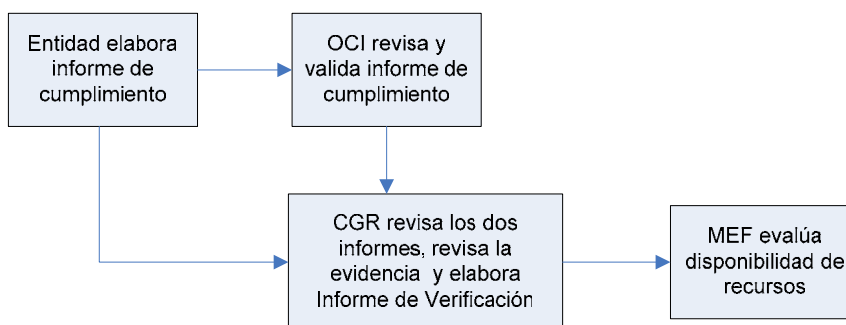 Entidad elabora
informe de
cumplimiento
OCI revisa y
valida informe de
cumplimiento
CGR revisa los dos
informes, revisa la
evidencia y elabora
Informe de Verificación
MEF evalúa
disponibilidad de
recursos